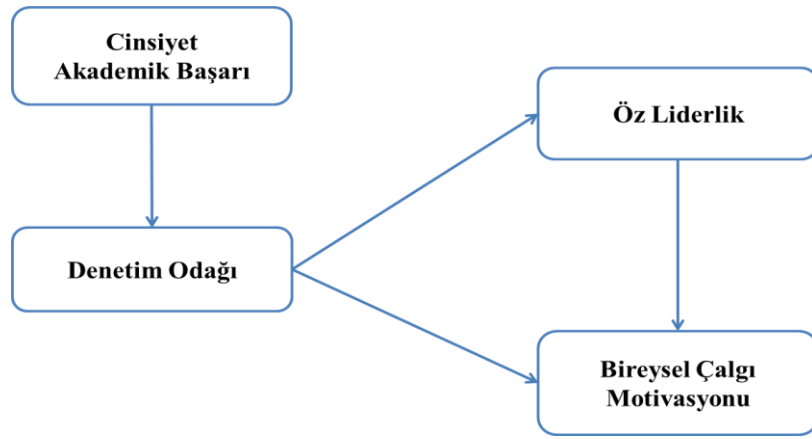 Cinsiyet
Akademik Başarı
Öz Liderlik
Denetim Odağı
Bireysel Çalgı
Motivasyonu